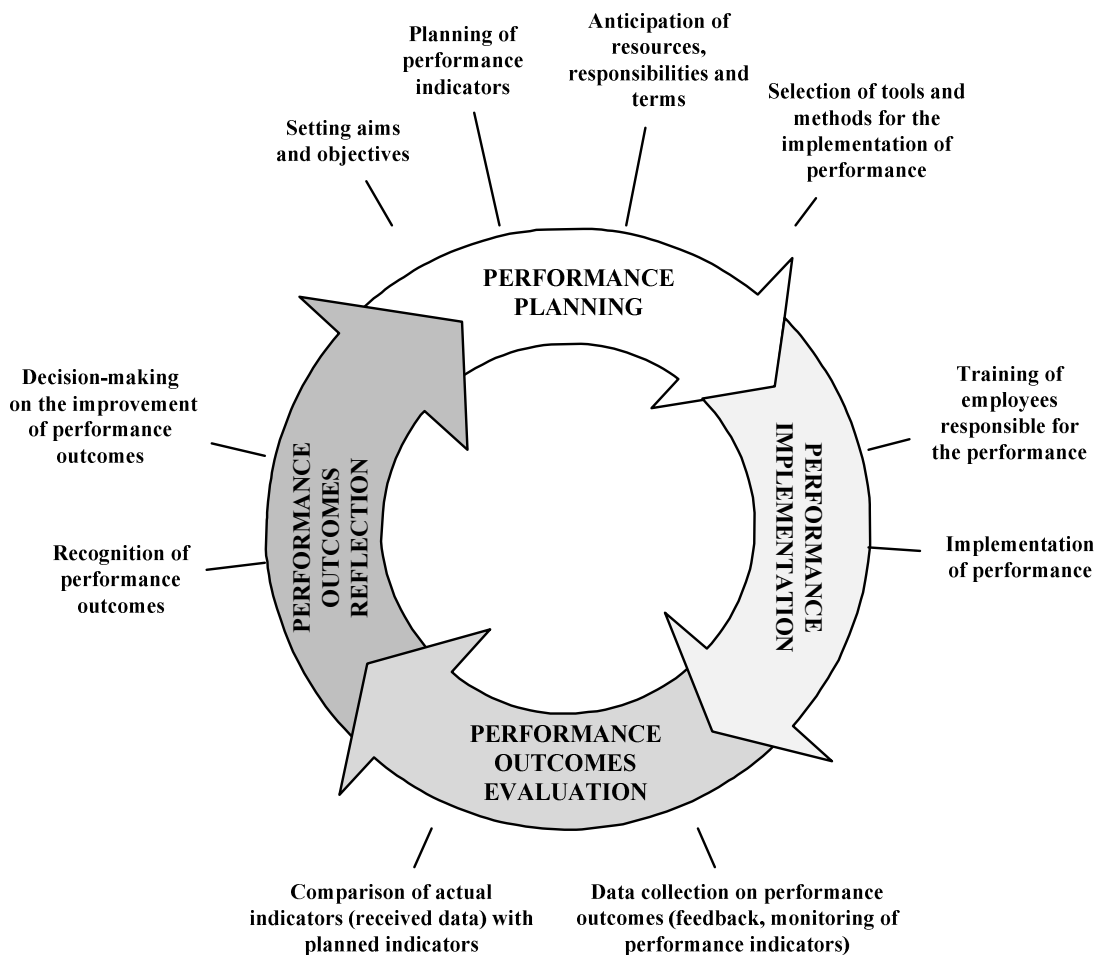 Planning of
performance
indicators
Anticipation of
resources,
responsibilities and
terms
Selection of tools and
methods for the
implementation of
performance
Setting aims
and objectives
PERFORMANCE
PLANNING
Training of
employees
responsible for
the performance
PERFORMANCE
IMPLEMENTATION
Implementation
of performance
PERFORMANCE
OUTCOMES
EVALUATION
Data collection on performance
outcomes (feedback, monitoring of
performance indicators)
Comparison of actual
indicators (received data) with
planned indicators
PERFORMANCE
OUTCOMES
REFLECTION
Recognition of
performance
outcomes
Decision-making
on the improvement
of performance
outcomes